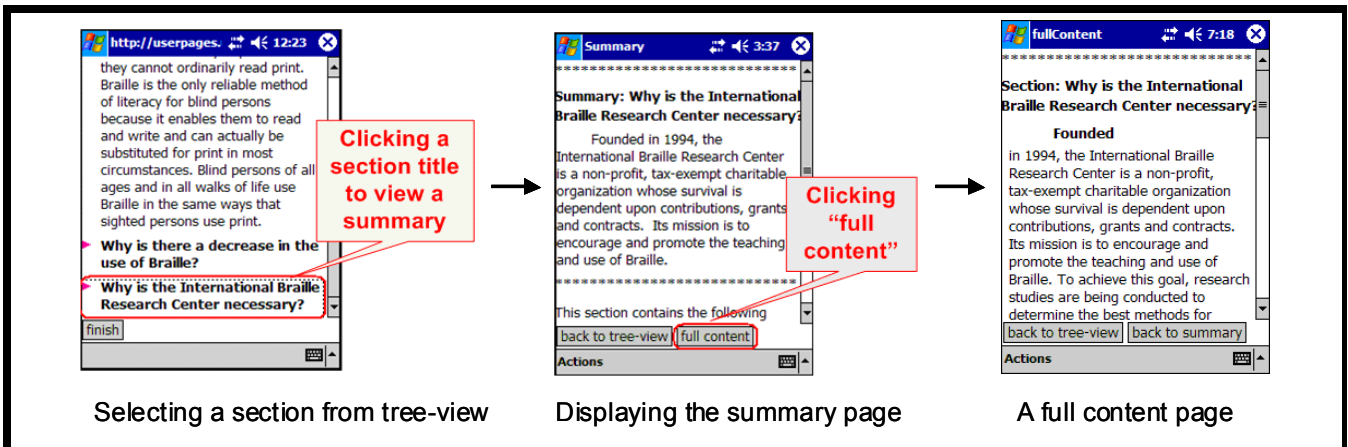 http://userpages. 12:23
they cannot ordinarily read print.
Braille is the only reliable method
of literacy for blind persons
because it enables them to read
and write and can actually be
substituted for print in most
circumstances. Blind persons of all
ages and in all walks of life use
Braille in the same ways that
sighted persons use print.
Why is there a decrease in the
use of Braille?
Why is the International Braille
Research Center necessary?
finish
Clicking a
section title
to view a
summary
Selecting a section from tree-view
Summary 3:37
****************************
Summary: Why is the International
Braille Research Center necessary?
Founded in 1994, the
International Braille Research Center
is a non-profit, tax-exempt charitable
organization whose survival is
dependent upon contributions, grants
and contracts. Its mission is to
encourage and promote the teaching
and use of Braille.
****************************
This section contains the following
back to tree-view full content
Actions
Clicking
“full
content”
Displaying the summary page
fullContent 7:18
****************************
Section: Why is the International
Braille Research Center necessary?
Founded
in 1994, the International Braille
Research Center is a non-profit,
tax-exempt charitable organization
whose survival is dependent upon
contributions, grants and contracts.
Its mission is to encourage and
promote the teaching and use of
Braille. To achieve this goal, research
studies are being conducted to
determine the best methods for
back to tree-view back to summary
Actions
A full content page